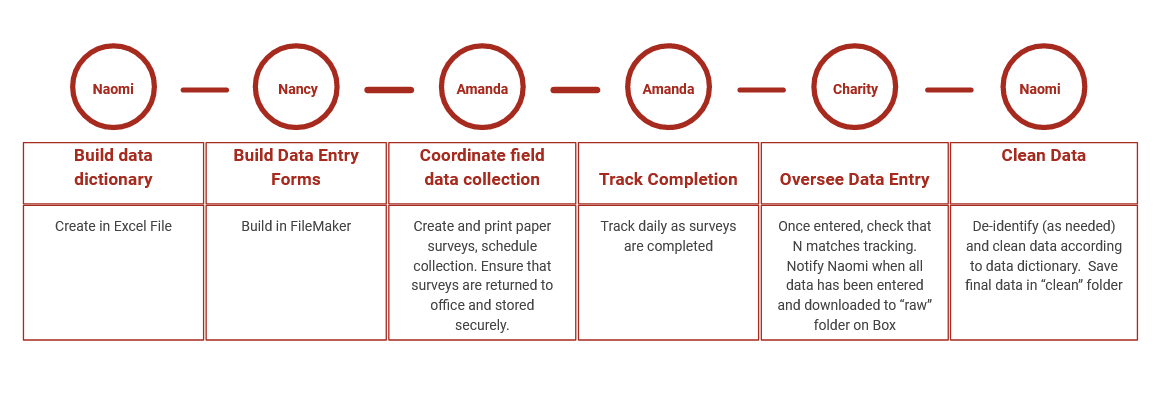 Naomi
Nancy
Amanda
Amanda
Charity
Naomi
Build data
dictionary
Build Data Entry
Forms
Coordinate field
data collection
Track Completion
Oversee Data Entry
Clean Data
Create in Excel File
Build in FileMaker
Create and print paper
surveys, schedule
collection. Ensure that
surveys are returned to
office and stored
securely.
Track daily as surveys
are completed
Once entered, check that
N matches tracking.
Notify Naomi when all
data has been entered
and downloaded to “raw”
folder on Box
De-identify (as needed)
and clean data according
to data dictionary.  Save
final data in “clean” folder